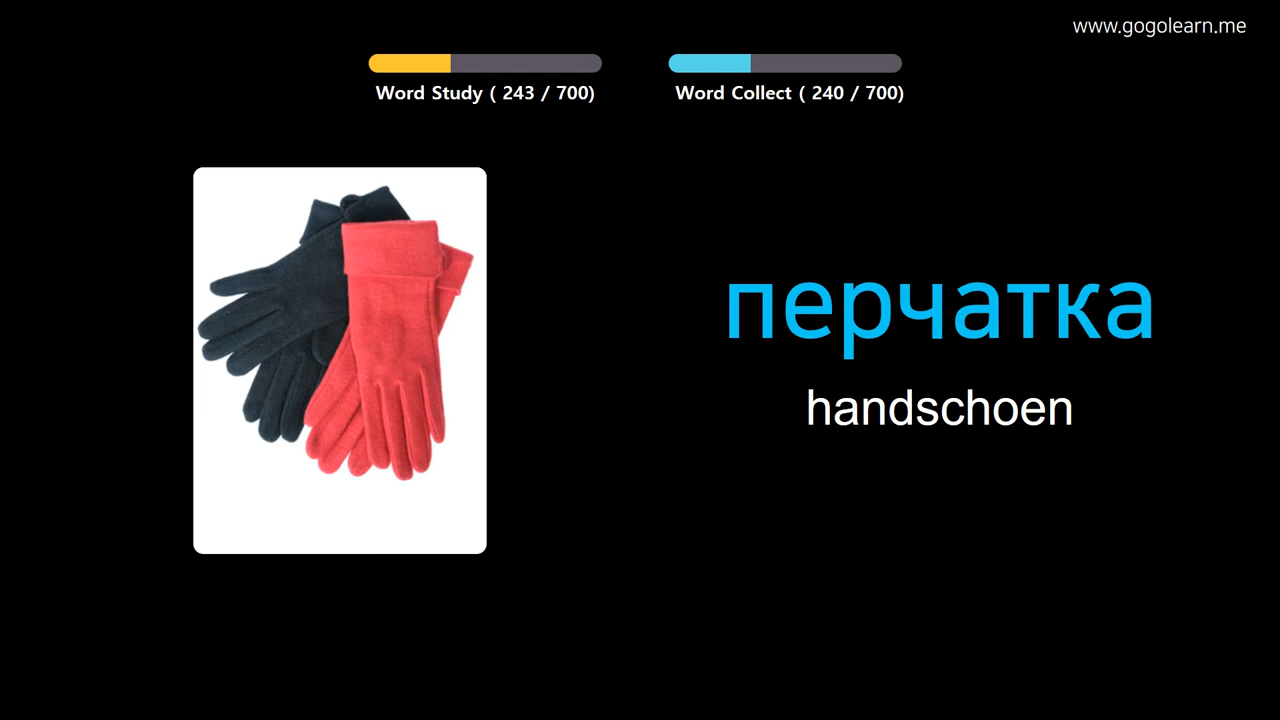 www.gogolearn.me
Word Study ( 243 / 700)
Word Collect ( 240 / 700)
перчатка
handschoen